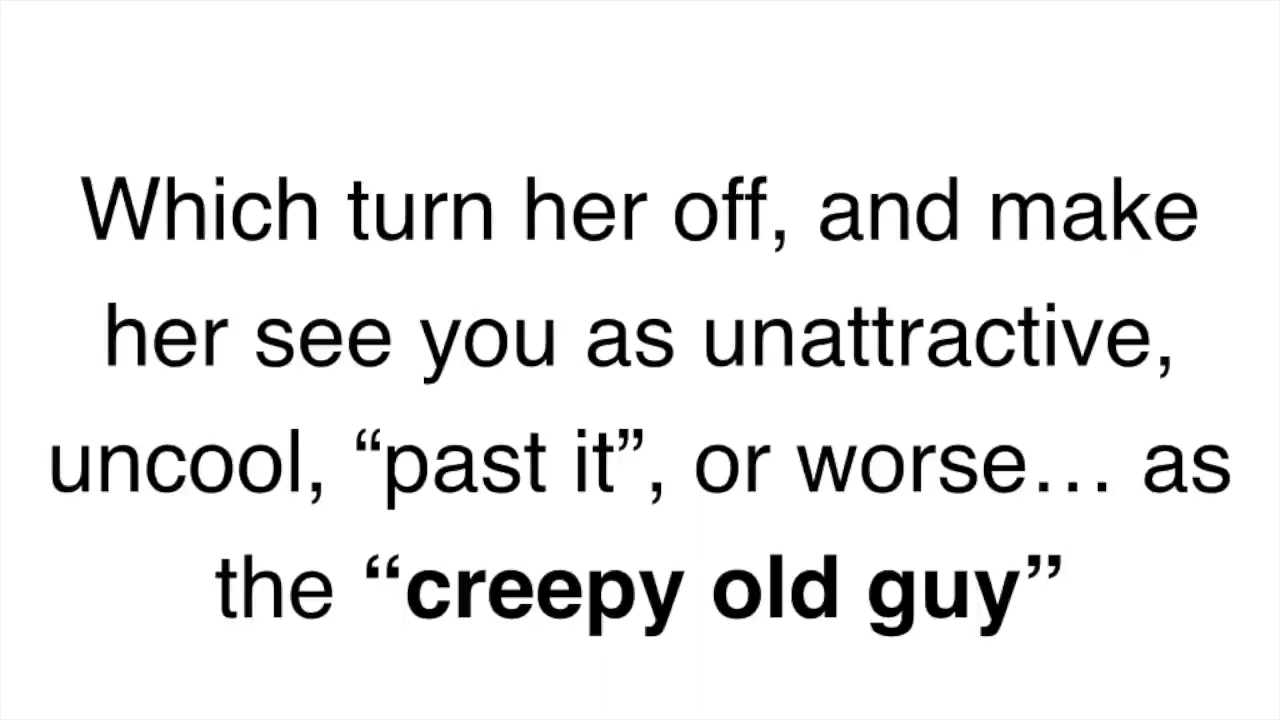 Which turn her off, and make
her see you as unattractive,
uncool, “past it”, or worse… as
the “creepy old guy”